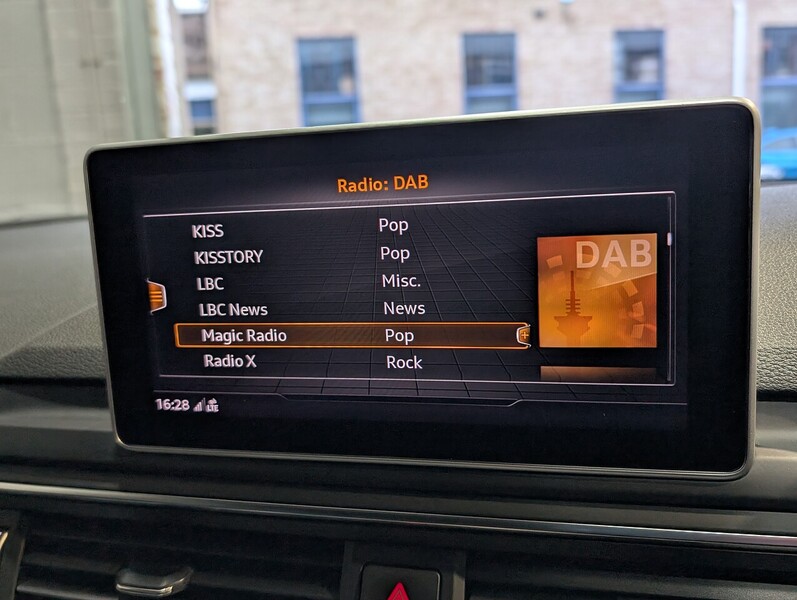 Radio: DAB
KISS Pop
KISSTORY Pop
LBC Misc.
LBC News News
Magic Radio Pop
Radio X Rock
DAB
16:28 LTE